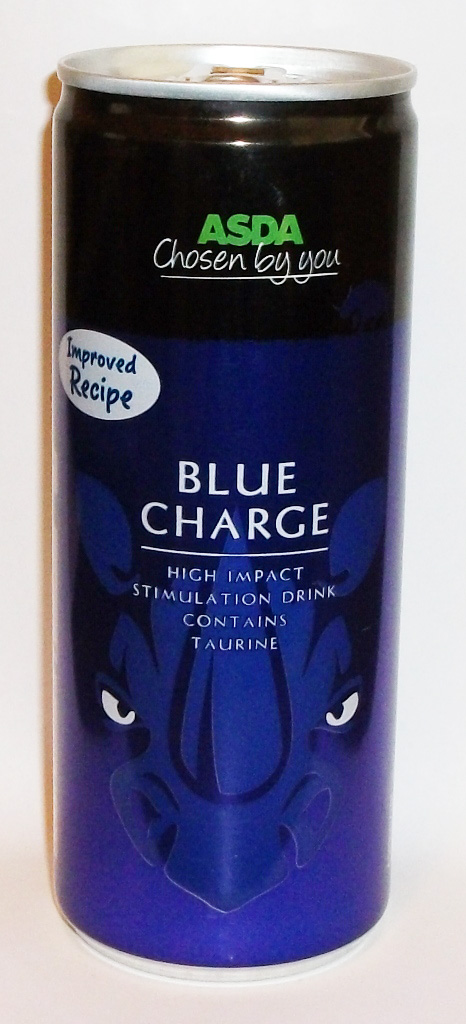 ASDA
Chosen by you
Improved
Recipe
BLUE
CHARGE
HIGH IMPACT
STIMULATION DRINK
CONTAINS
TAURINE